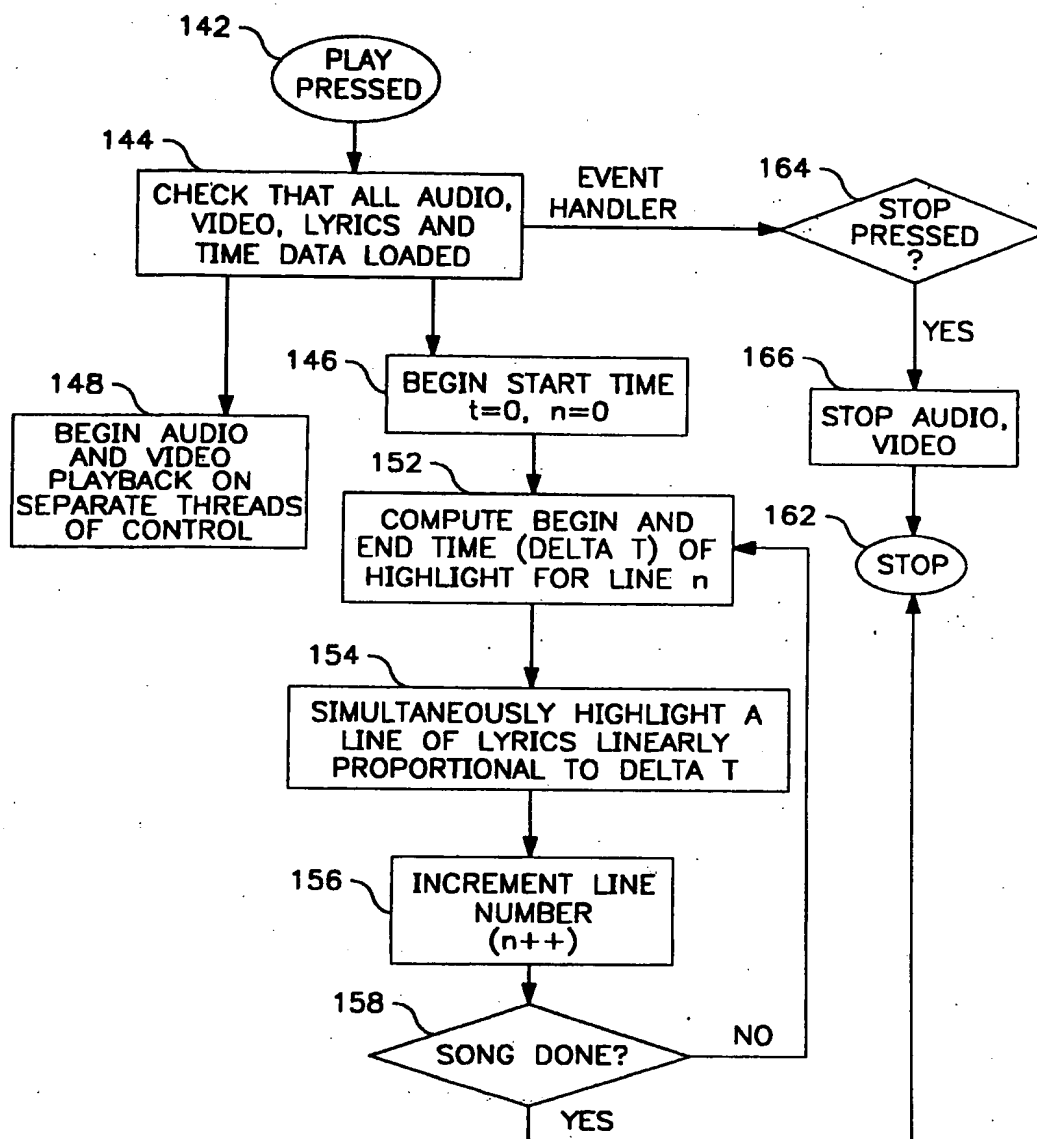 142
PLAY
PRESSED
144
CHECK THAT ALL AUDIO,
VIDEO, LYRICS AND
TIME DATA LOADED
EVENT
HANDLER
164
STOP
PRESSED
?
YES
146
BEGIN START TIME
t=0, n=0
148
BEGIN AUDIO
AND VIDEO
PLAYBACK ON
SEPARATE THREADS
OF CONTROL
166
STOP AUDIO,
VIDEO
152
COMPUTE BEGIN AND
END TIME (DELTA T) OF
HIGHLIGHT FOR LINE n
162
STOP
154
SIMULTANEOUSLY HIGHLIGHT A
LINE OF LYRICS LINEARLY
PROPORTIONAL TO DELTA T
156
INCREMENT LINE
NUMBER
(n++)
158
SONG DONE?
NO
YES